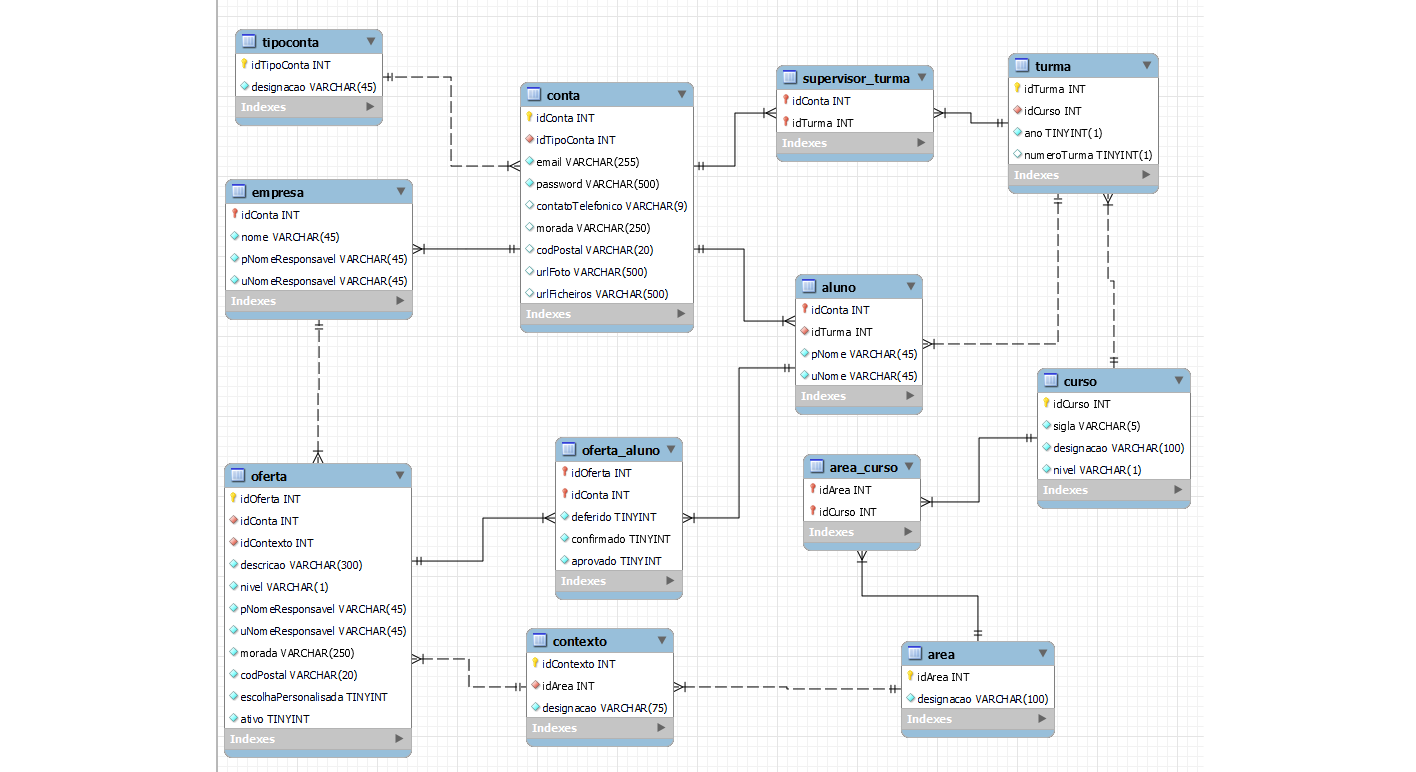 tipoconta
idTipoConta INT
designacao VARCHAR(45)
Indexes
conta
idConta INT
idTipoConta INT
email VARCHAR(255)
password VARCHAR(500)
contatoTelefonico VARCHAR(9)
morada VARCHAR(250)
codPostal VARCHAR(20)
urlFoto VARCHAR(500)
urlFicheiros VARCHAR(500)
Indexes
supervisor_turma
idConta INT
idTurma INT
Indexes
turma
idTurma INT
idCurso INT
ano TINYINT(1)
numeroTurma TINYINT(1)
Indexes
empresa
idConta INT
nome VARCHAR(45)
pNomeResponsavel VARCHAR(45)
uNomeResponsavel VARCHAR(45)
Indexes
aluno
idConta INT
idTurma INT
pNome VARCHAR(45)
uNome VARCHAR(45)
Indexes
curso
idCurso INT
sigla VARCHAR(5)
designacao VARCHAR(100)
nivel VARCHAR(1)
Indexes
oferta
idOferta INT
idConta INT
idContexto INT
descricao VARCHAR(300)
nivel VARCHAR(1)
pNomeResponsavel VARCHAR(45)
uNomeResponsavel VARCHAR(45)
morada VARCHAR(250)
codPostal VARCHAR(20)
escolhaPersonalisada TINYINT
ativo TINYINT
Indexes
oferta_aluno
idOferta INT
idConta INT
deferido TINYINT
confirmado TINYINT
aprovado TINYINT
Indexes
area_curso
idArea INT
idCurso INT
Indexes
contexto
idContexto INT
idArea INT
designacao VARCHAR(75)
Indexes
area
idArea INT
designacao VARCHAR(100)
Indexes